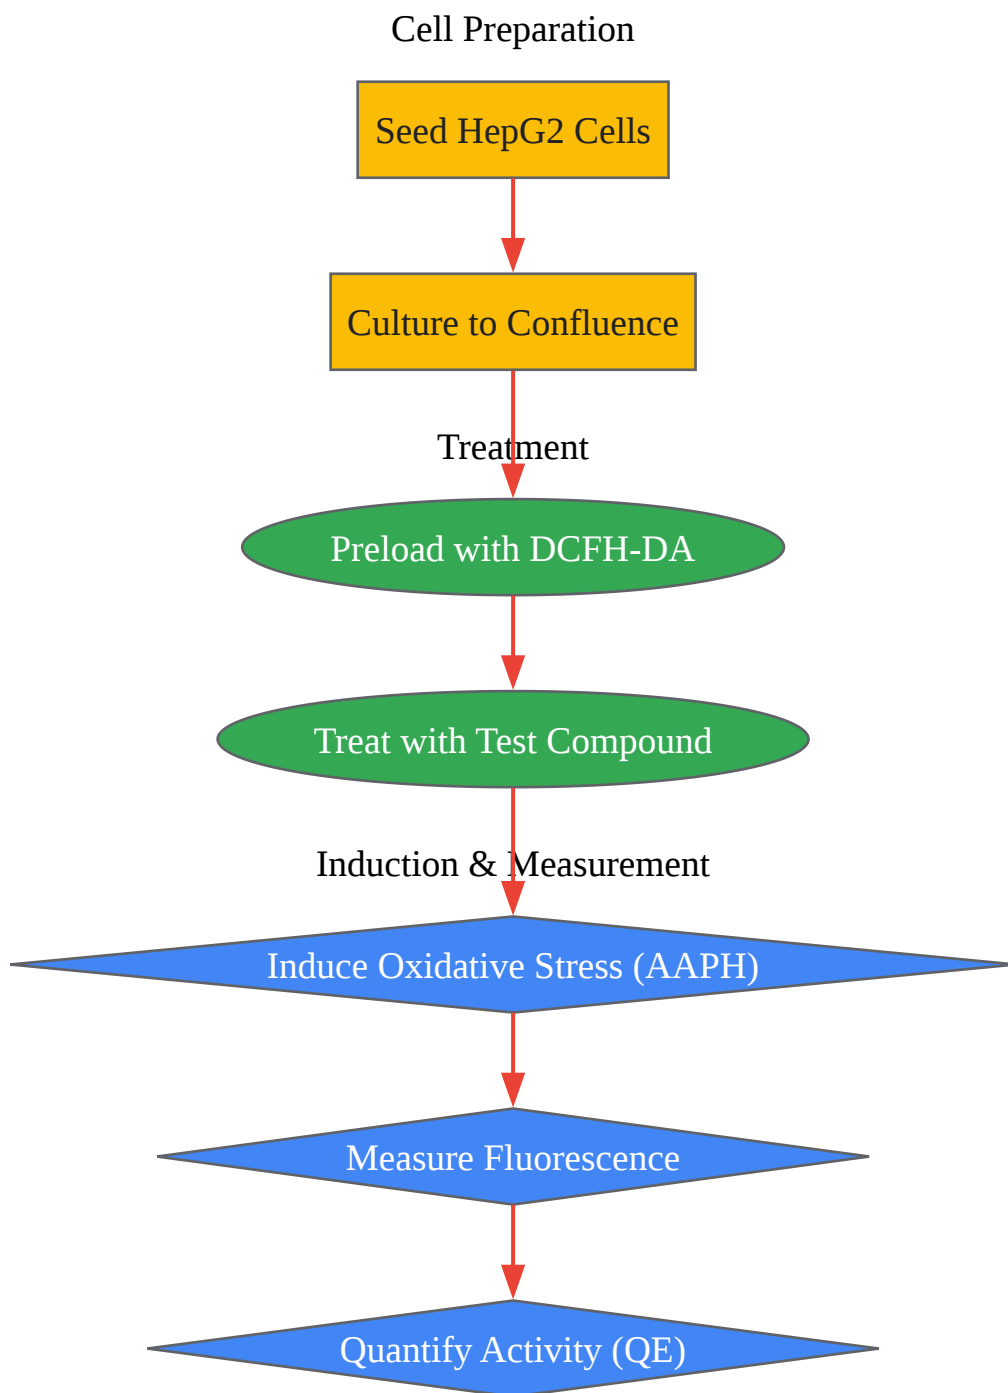 Cell Preparation
Seed HepG2 Cells
Culture to Confluence
Treatment
Preload with DCFH-DA
Treat with Test Compound
Induction & Measurement
Induce Oxidative Stress (AAPH)
Measure Fluorescence
Quantify Activity (QE)